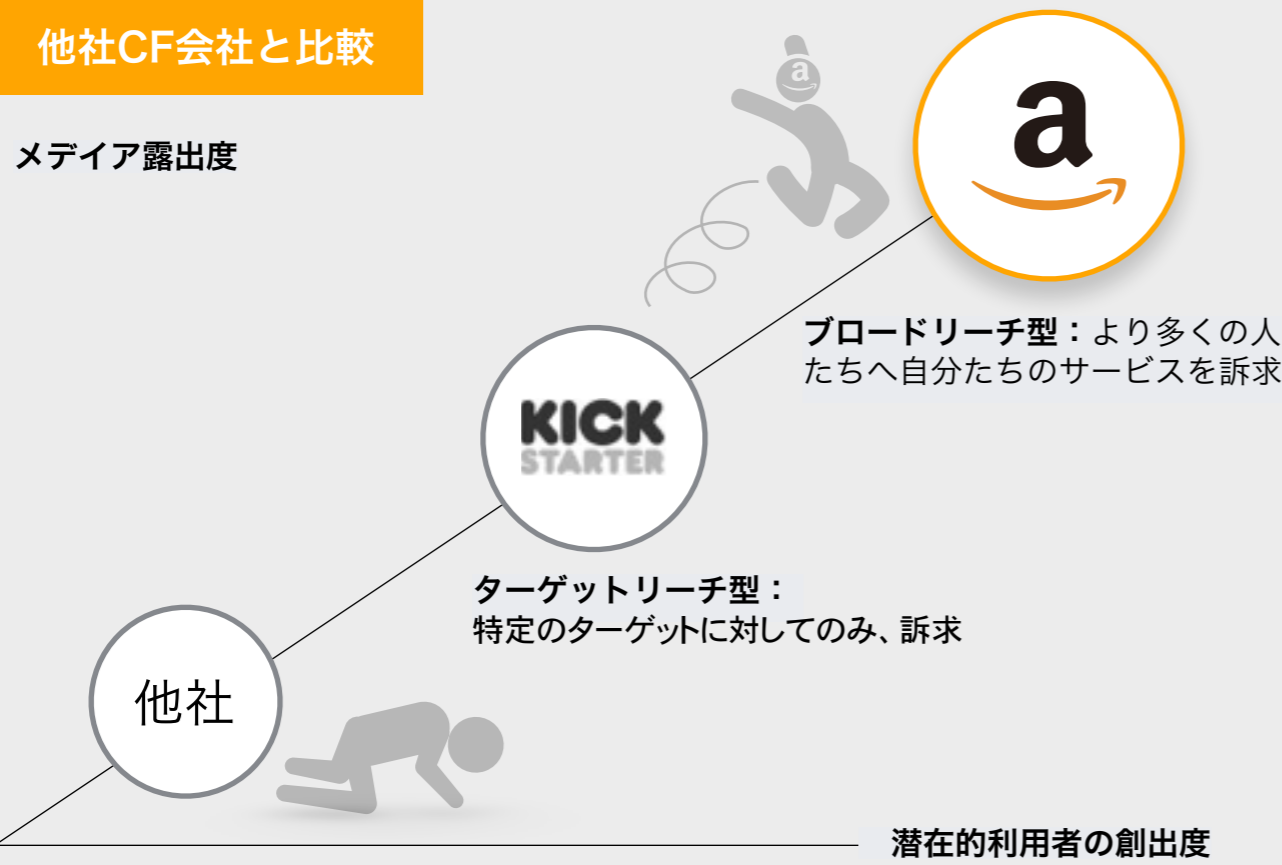 他社CF会社と比較
メデイア露出度
a
a
ブロードリーチ型：より多くの人
たちへ自分たちのサービスを訴求
KICK
STARTER
ターゲットリーチ型：
特定のターゲットに対してのみ、訴求
他社
潜在的利用者の創出度